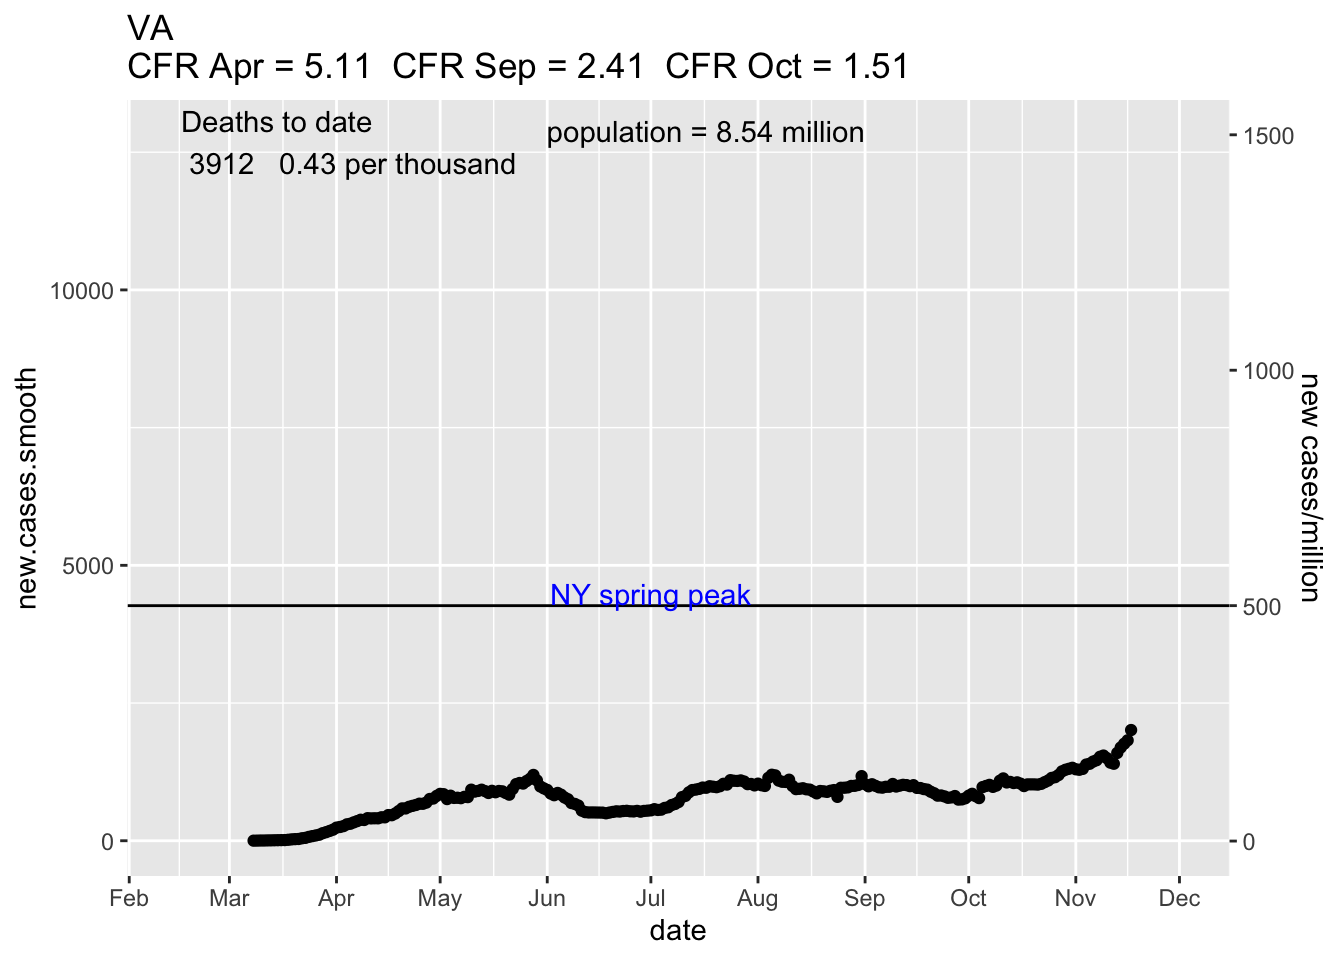 VA
CFR Apr = 5.11  CFR Sep = 2.41  CFR Oct = 1.51
Deaths to date
3912   0.43 per thousand
population = 8.54 million
NY spring peak
new.cases.smooth
10000
5000
0
1500
1000
500
0
new cases/million
Feb Mar Apr May Jun Jul Aug Sep Oct Nov Dec
date